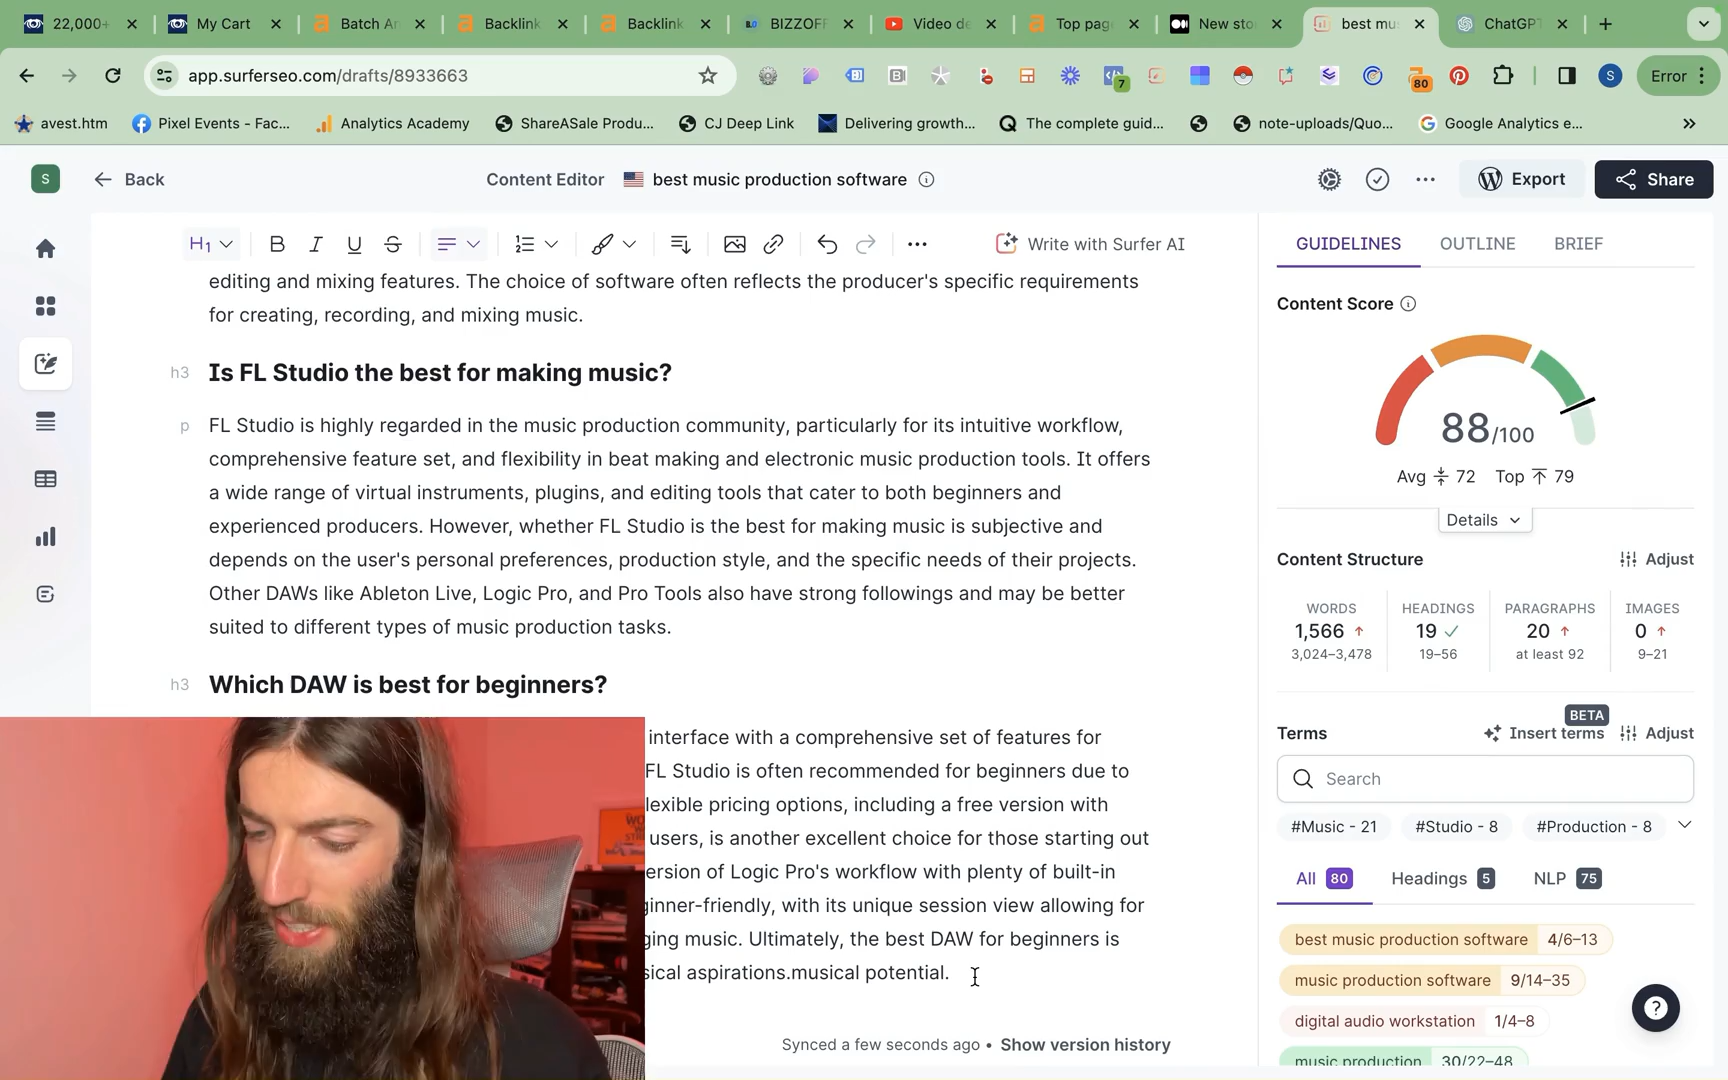 22,000+
My Cart
Batch An
Backlink
Backlink
BIZZOFF
Video de
Top page
New sto
best mu
ChatGPT
app.surferseo.com/drafts/8933663
7
80
S
Error
avest.htm
Pixel Events - Fac...
Analytics Academy
ShareASale Produ...
CJ Deep Link
Delivering growth...
The complete guid...
note-uploads/Quo...
Google Analytics e...
S
Back
Content Editor
best music production software
Export
Share
H1
B I U S
Write with Surfer AI
editing and mixing features. The choice of software often reflects the producer's specific requirements
for creating, recording, and mixing music.
h3
Is FL Studio the best for making music?
p
FL Studio is highly regarded in the music production community, particularly for its intuitive workflow,
comprehensive feature set, and flexibility in beat making and electronic music production tools. It offers
a wide range of virtual instruments, plugins, and editing tools that cater to both beginners and
experienced producers. However, whether FL Studio is the best for making music is subjective and
depends on the user's personal preferences, production style, and the specific needs of their projects.
Other DAWs like Ableton Live, Logic Pro, and Pro Tools also have strong followings and may be better
suited to different types of music production tasks.
h3
Which DAW is best for beginners?
interface with a comprehensive set of features for
FL Studio is often recommended for beginners due to
lexible pricing options, including a free version with
users, is another excellent choice for those starting out
ersion of Logic Pro's workflow with plenty of built-in
ginner-friendly, with its unique session view allowing for
ging music. Ultimately, the best DAW for beginners is
sical aspirations.musical potential.
Synced a few seconds ago • Show version history
GUIDELINES
OUTLINE
BRIEF
Content Score
88/100
Avg 72 Top 79
Details
Content Structure
Adjust
WORDS
1,566
3,024–3,478
HEADINGS
19
19–56
PARAGRAPHS
20
at least 92
IMAGES
0
9–21
BETA
Terms
Insert terms
Adjust
Search
#Music - 21
#Studio - 8
#Production - 8
All 80
Headings 5
NLP 75
best music production software 4/6–13
music production software 9/14–35
digital audio workstation 1/4–8
music production 30/22–48
?